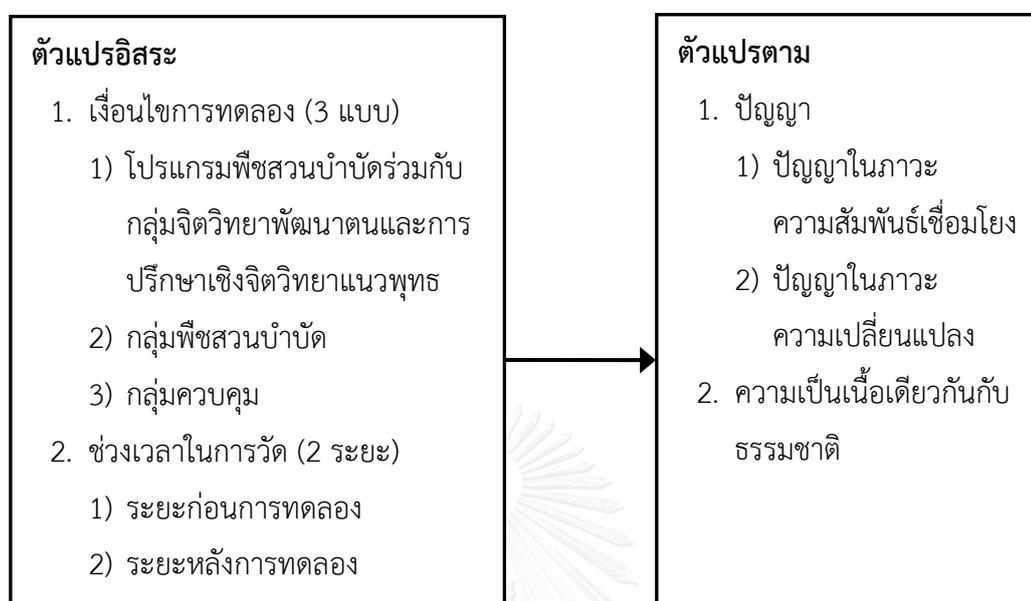 ตัวแปรอิสระ
1. เงื่อนไขการทดลอง (3 แบบ)
1) โปรแกรมพืชสวนบำบัดร่วมกับ
กลุ่มจิตวิทยาพัฒนาตนและการ
ปรึกษาเชิงจิตวิทยาแนวพุทธ
2) กลุ่มพืชสวนบำบัด
3) กลุ่มควบคุม
2. ช่วงเวลาในการวัด (2 ระยะ)
1) ระยะก่อนการทดลอง
2) ระยะหลังการทดลอง
ตัวแปรตาม
1. ปัญญา
1) ปัญญาในภาวะ
ความสัมพันธ์เชื่อมโยง
2) ปัญญาในภาวะ
ความเปลี่ยนแปลง
2. ความเป็นเนื้อเดียวกันกับ
ธรรมชาติ